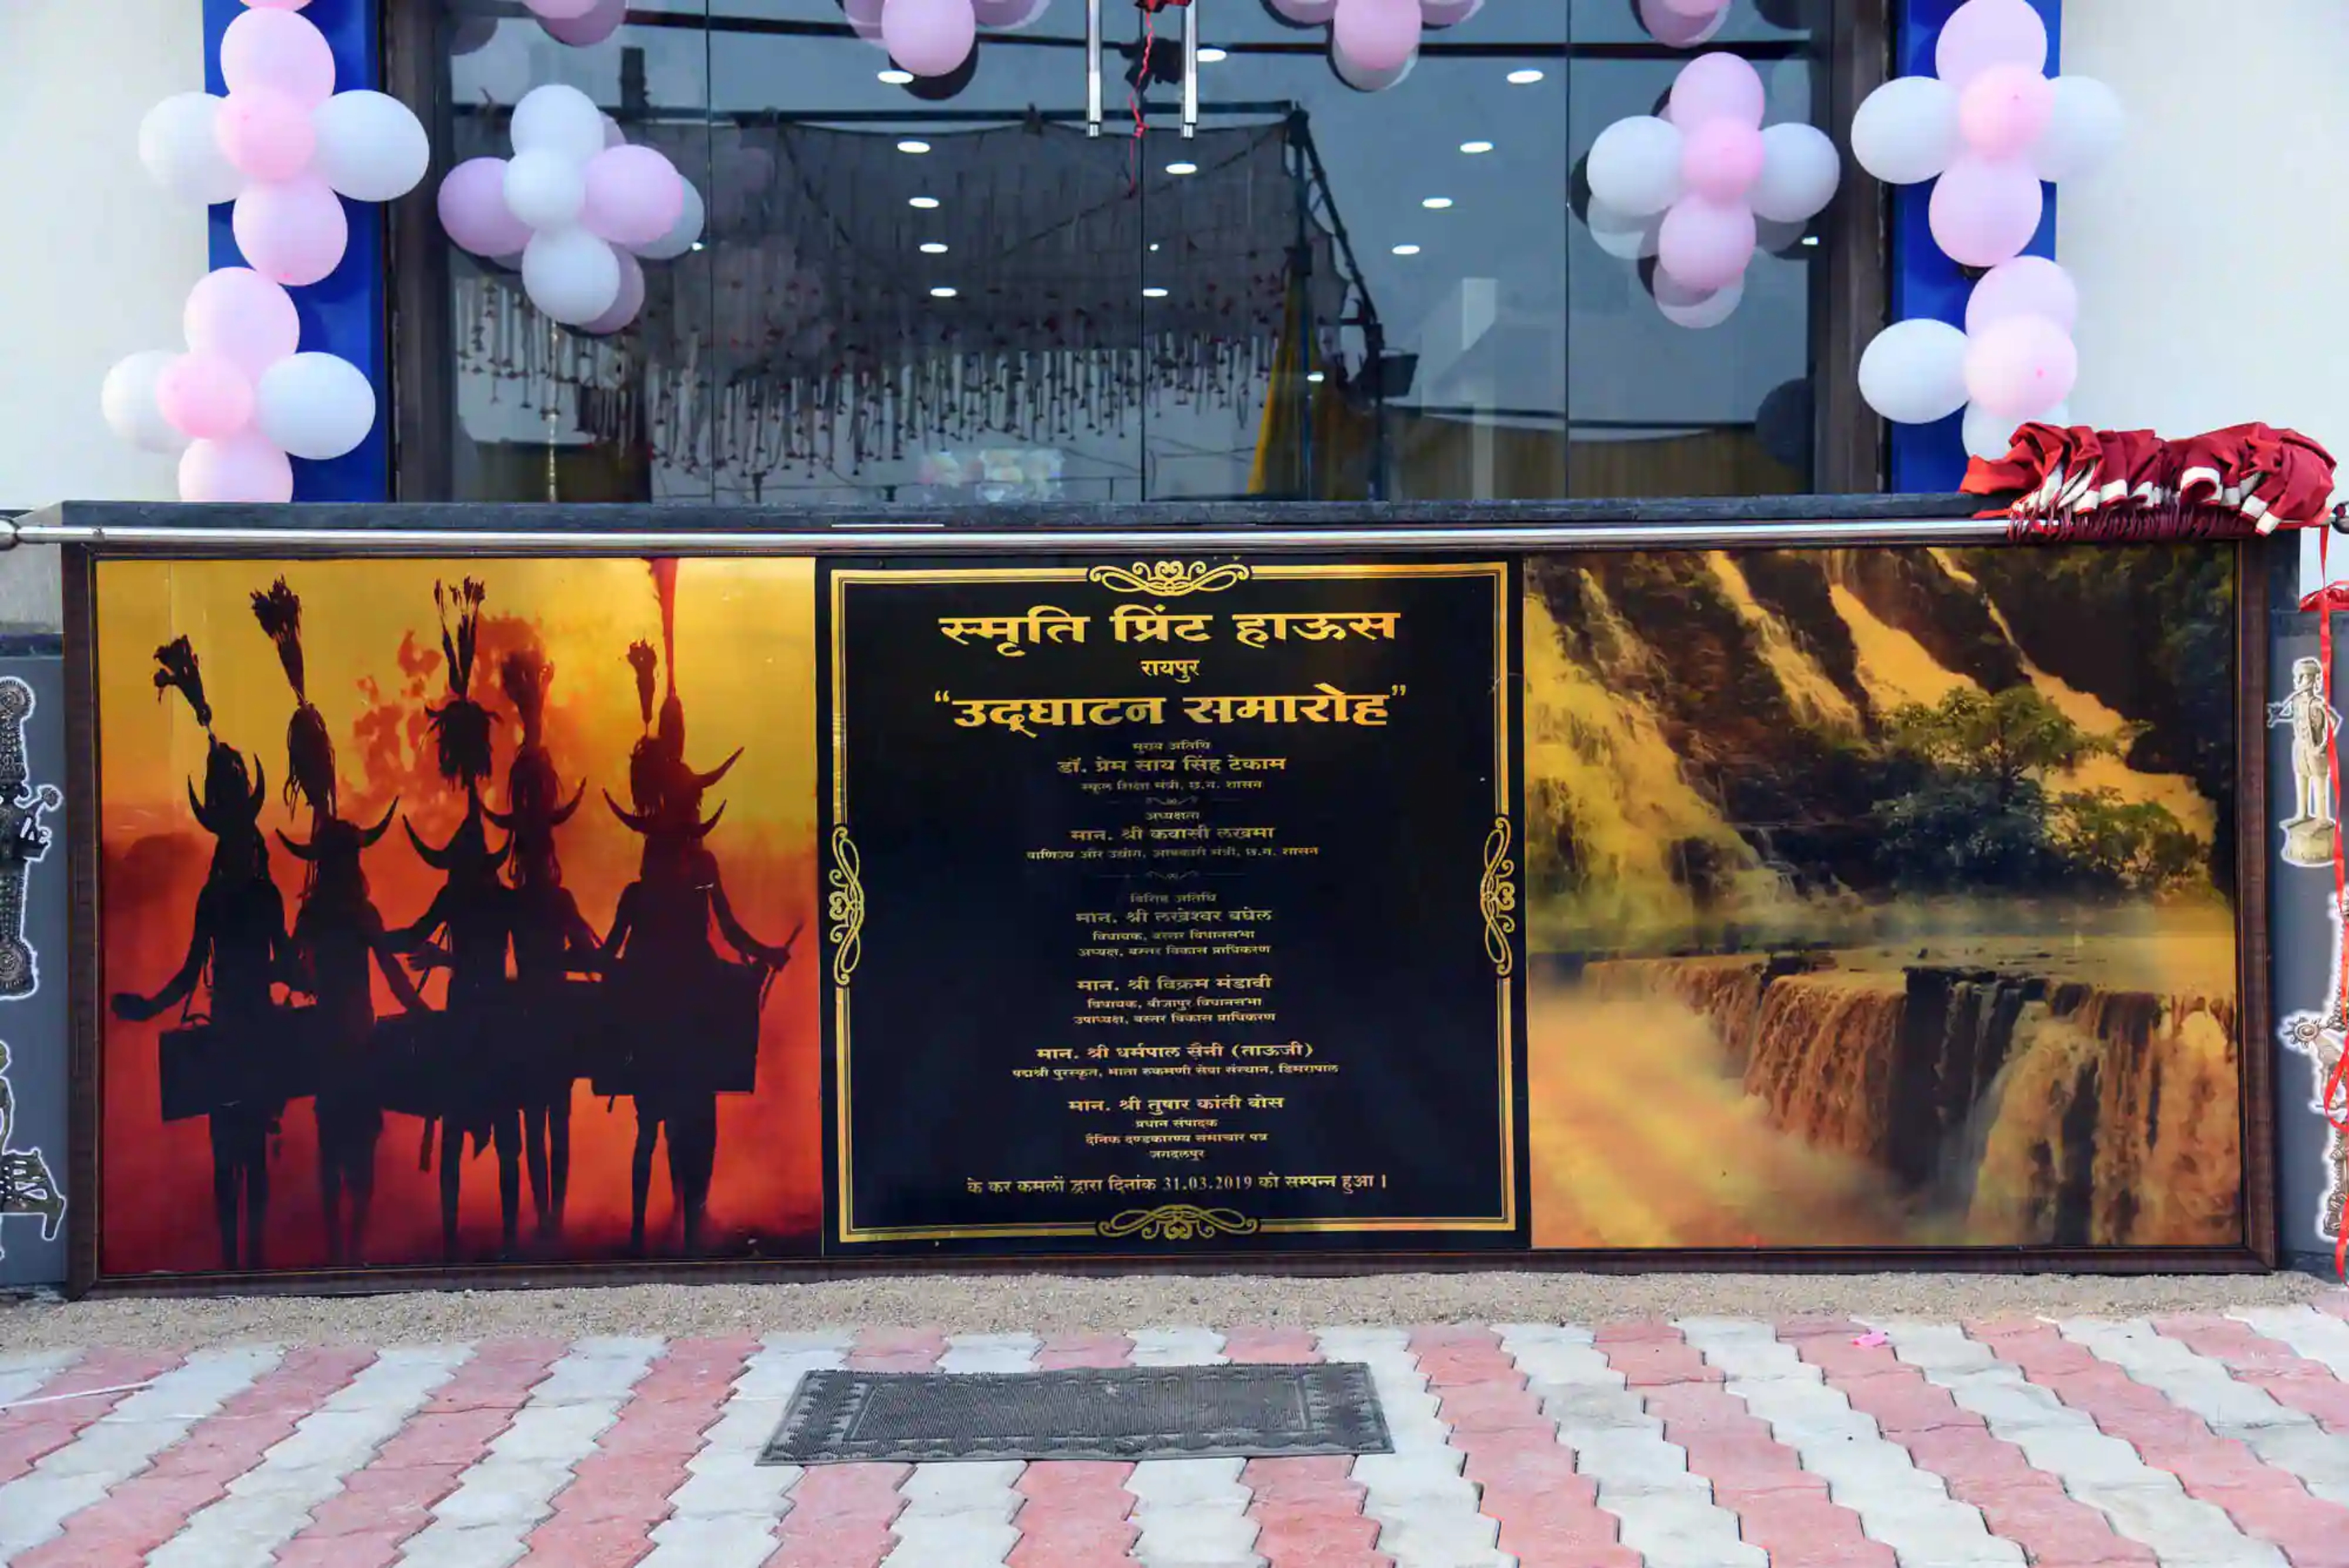 स्मृति प्रिंट हाऊस
रायपुर
“उद्‌घाटन समारोह”
मुख्य अतिथि
डॉ. प्रेम साय सिंह टेकाम
स्कूल शिक्षा मंत्री, छ.ग. शासन
अध्यक्षता
मान. श्री कवासी लखमा
वाणिज्य और उद्योग, आबकारी मंत्री, छ.ग. शासन
विशिष्ठ अतिथि
मान. श्री लखेश्वर बघेल
विधायक, बस्तर विधानसभा
अध्यक्ष, बस्तर विकास प्राधिकरण
मान. श्री विक्रम मंडावी
विधायक, बीजापुर विधानसभा
उपाध्यक्ष, बस्तर विकास प्राधिकरण
मान. श्री धर्मपाल सैनी (ताऊजी)
पद्मश्री पुरस्कृत, माता रुकमणी सेवा संस्थान, डिमरापाल
मान. श्री तुषार कांती बोस
प्रधान संपादक
दैनिक दण्डकारण्य समाचार पत्र
जगदलपुर
के कर कमलों द्वारा दिनांक 31.03.2019 को सम्पन्न हुआ।